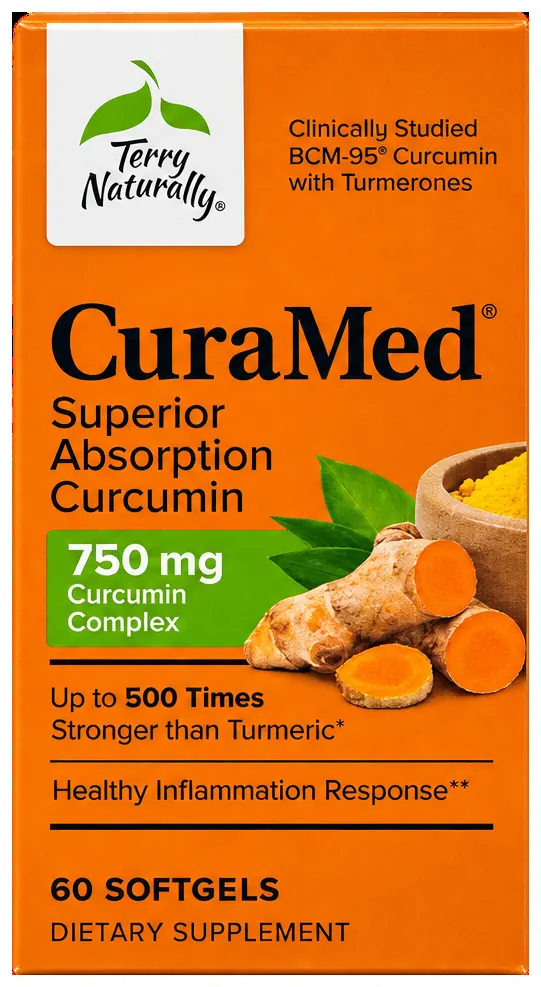 Terry
Naturally®
Clinically Studied
BCM-95® Curcumin
with Turmerones
CuraMed®
Superior
Absorption
Curcumin
750 mg
Curcumin
Complex
Up to 500 Times
Stronger than Turmeric*
Healthy Inflammation Response**
60 SOFTGELS
DIETARY SUPPLEMENT